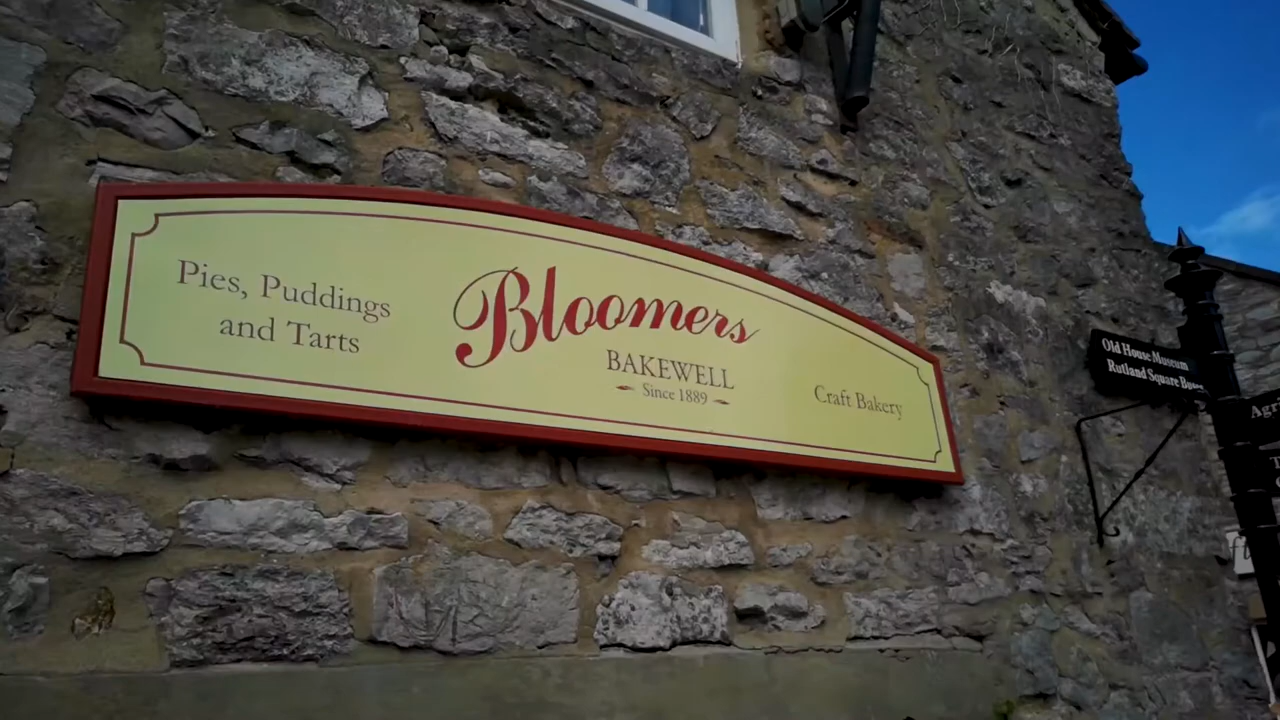 Pies, Puddings
and Tarts
Bloomers
BAKEWELL
Since 1889
Craft Bakery
Old House Museum
Rutland Square